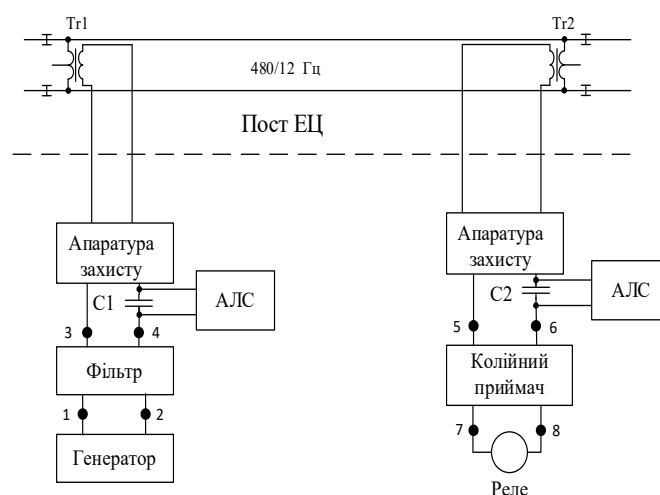 Tr1
Tr2
480/12 Гц
Пост ЕЦ
Апаратура
захисту
Апаратура
захисту
C1
АЛС
C2
АЛС
3
4
5
6
Фільтр
Колійний
приймач
1
2
7
8
Генератор
Реле